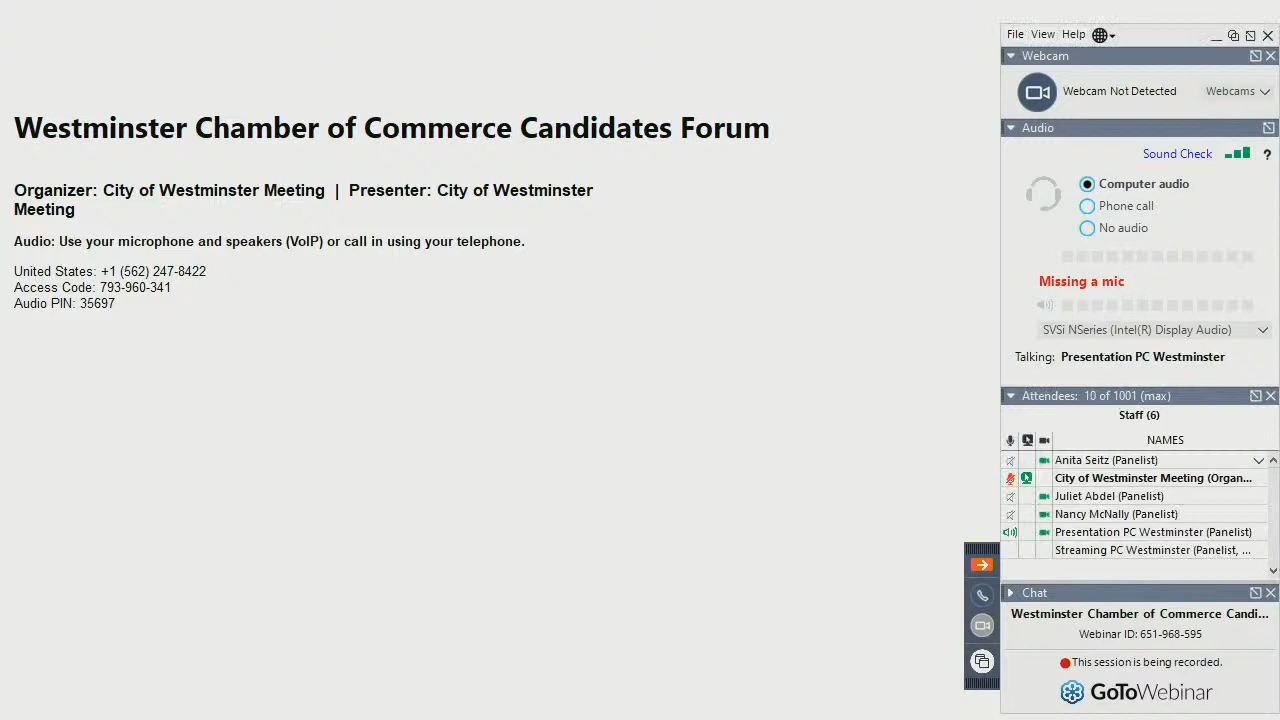 Westminster Chamber of Commerce Candidates Forum
Organizer: City of Westminster Meeting | Presenter: City of Westminster
Meeting
Audio: Use your microphone and speakers (VoIP) or call in using your telephone.
United States: +1 (562) 247-8422
Access Code: 793-960-341
Audio PIN: 35697
File View Help
Webcam
Webcam Not Detected Webcams
Audio
Sound Check ?
Computer audio
Phone call
No audio
Missing a mic
SVSi NSeries (Intel(R) Display Audio)
Talking: Presentation PC Westminster
Attendees: 10 of 1001 (max)
Staff (6)
NAMES
Anita Seitz (Panelist)
City of Westminster Meeting (Organ...
Juliet Abdel (Panelist)
Nancy McNally (Panelist)
Presentation PC Westminster (Panelist)
Streaming PC Westminster (Panelist, ...
Chat
Westminster Chamber of Commerce Candi...
Webinar ID: 651-968-595
This session is being recorded.
GoToWebinar